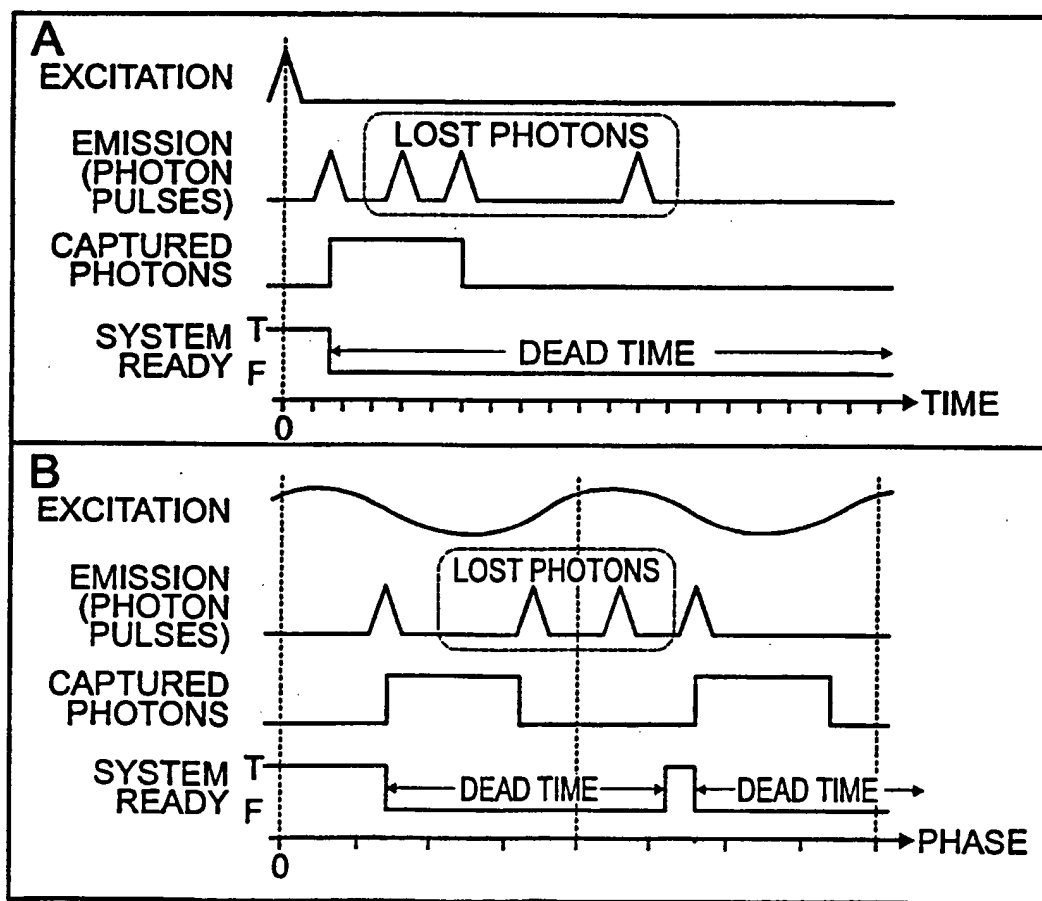 A
EXCITATION
LOST PHOTONS
EMISSION
(PHOTON
PULSES)
CAPTURED
PHOTONS
SYSTEM
READY
T
F
DEAD TIME
0
TIME
B
EXCITATION
LOST PHOTONS
EMISSION
(PHOTON
PULSES)
CAPTURED
PHOTONS
SYSTEM
READY
T
F
DEAD TIME
DEAD TIME
0
PHASE